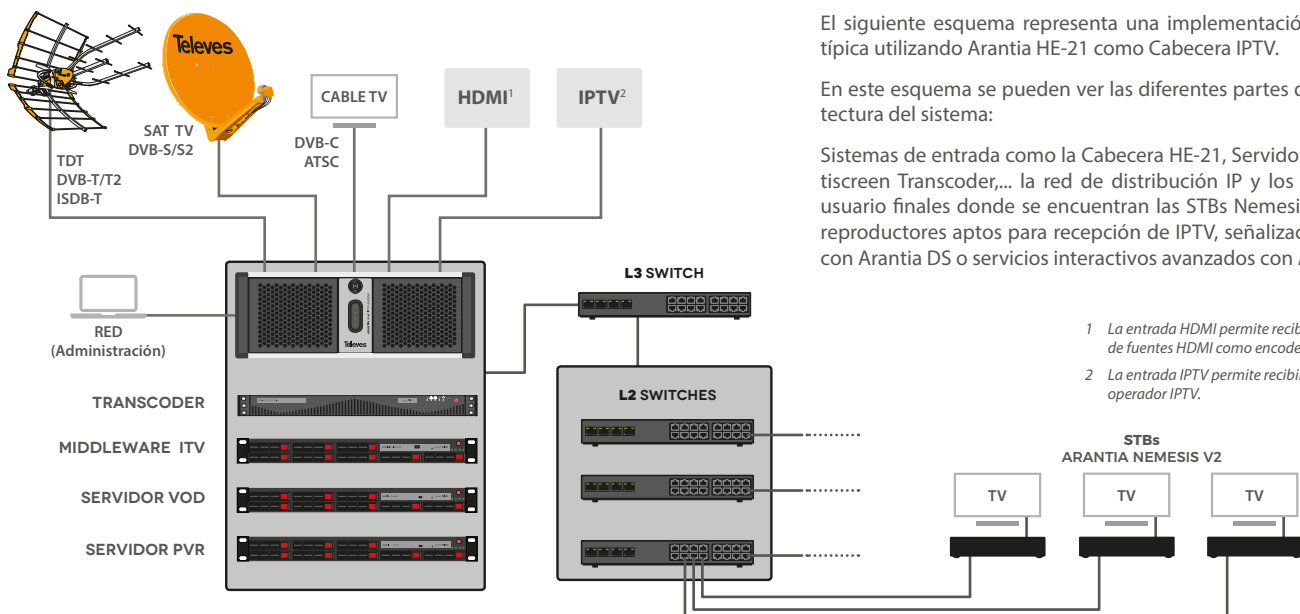 El siguiente esquema representa una implementació
típica utilizando Arantia HE-21 como Cabecera IPTV.
En este esquema se pueden ver las diferentes partes
tectura del sistema:
Sistemas de entrada como la Cabecera HE-21, Servido
tiscreen Transcoder,... la red de distribución IP y los
usuario finales donde se encuentran las STBs Nemesi
reproductores aptos para recepción de IPTV, señalizac
con Arantia DS o servicios interactivos avanzados con
Televes
CABLE TV
HDMI1
IPTV2
SAT TV
DVB-S/S2
DVB-C
ATSC
TDT
DVB-T/T2
ISDB-T
RED
(Administración)
Televes
TRANSCODER
MIDDLEWARE ITV
SERVIDOR VOD
SERVIDOR PVR
L3 SWITCH
L2 SWITCHES
1 La entrada HDMI permite recib
de fuentes HDMI como encode
2 La entrada IPTV permite recibi
operador IPTV.
STBs
ARANTIA NEMESIS V2
TV
TV
TV